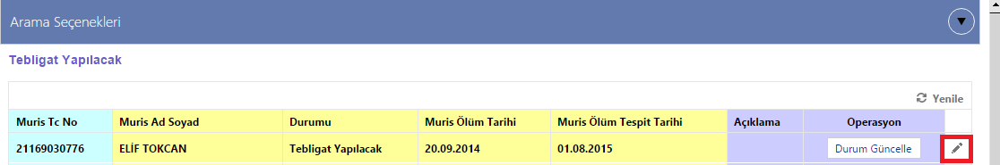 Arama Seçenekleri
Tebligat Yapılacak
Yenile
Muris Tc No Muris Ad Soyad Durumu Muris Ölüm Tarihi Muris Ölüm Tespit Tarihi Açıklama Operasyon
21169030776 ELİF TOKCAN Tebligat Yapılacak 20.09.2014 01.08.2015 Durum Güncelle